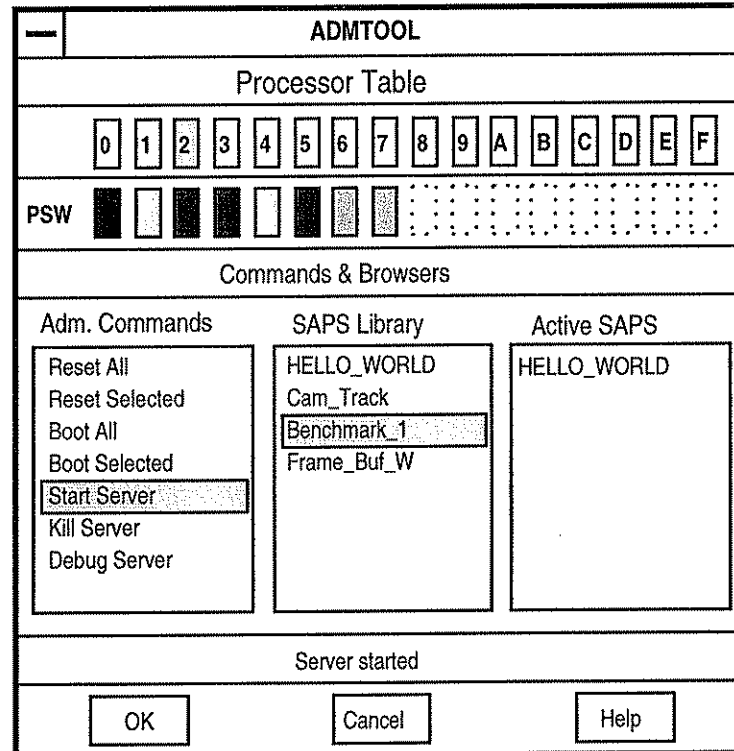 ADMTOOL
Processor Table
0 1 2 3 4 5 6 7 8 9 A B C D E F
PSW
Commands & Browsers
Adm. Commands
Reset All
Reset Selected
Boot All
Boot Selected
Start Server
Kill Server
Debug Server
SAPS Library
HELLO_WORLD
Cam_Track
Benchmark_1
Frame_Buf_W
Active SAPS
HELLO_WORLD
Server started
OK Cancel Help